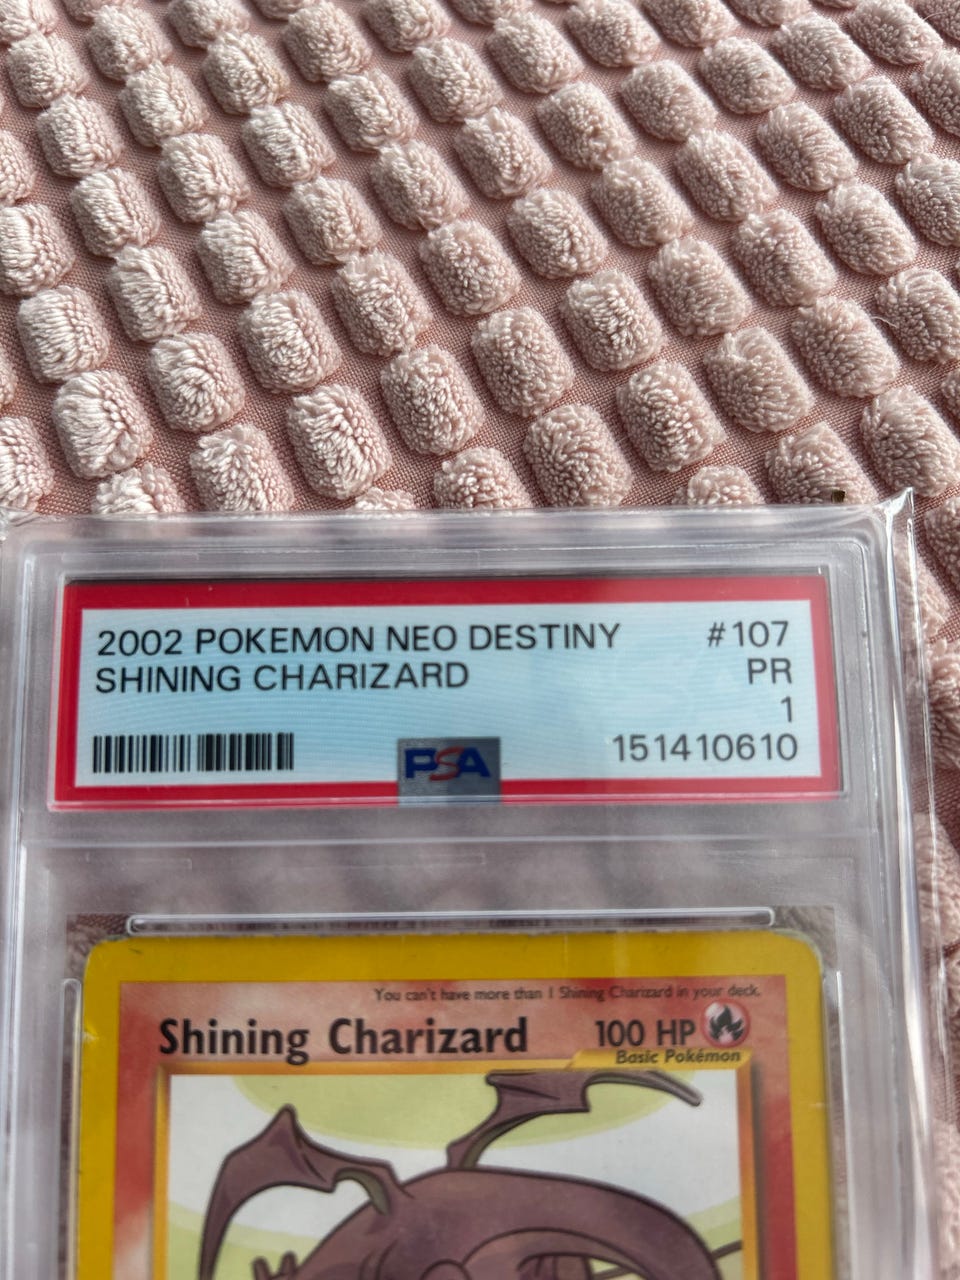 2002 POKEMON NEO DESTINY #107
SHINING CHARIZARD PR
1
151410610
PSA
You can't have more than 1 Shining Charizard in your deck.
Shining Charizard 100 HP
Basic Pokémon